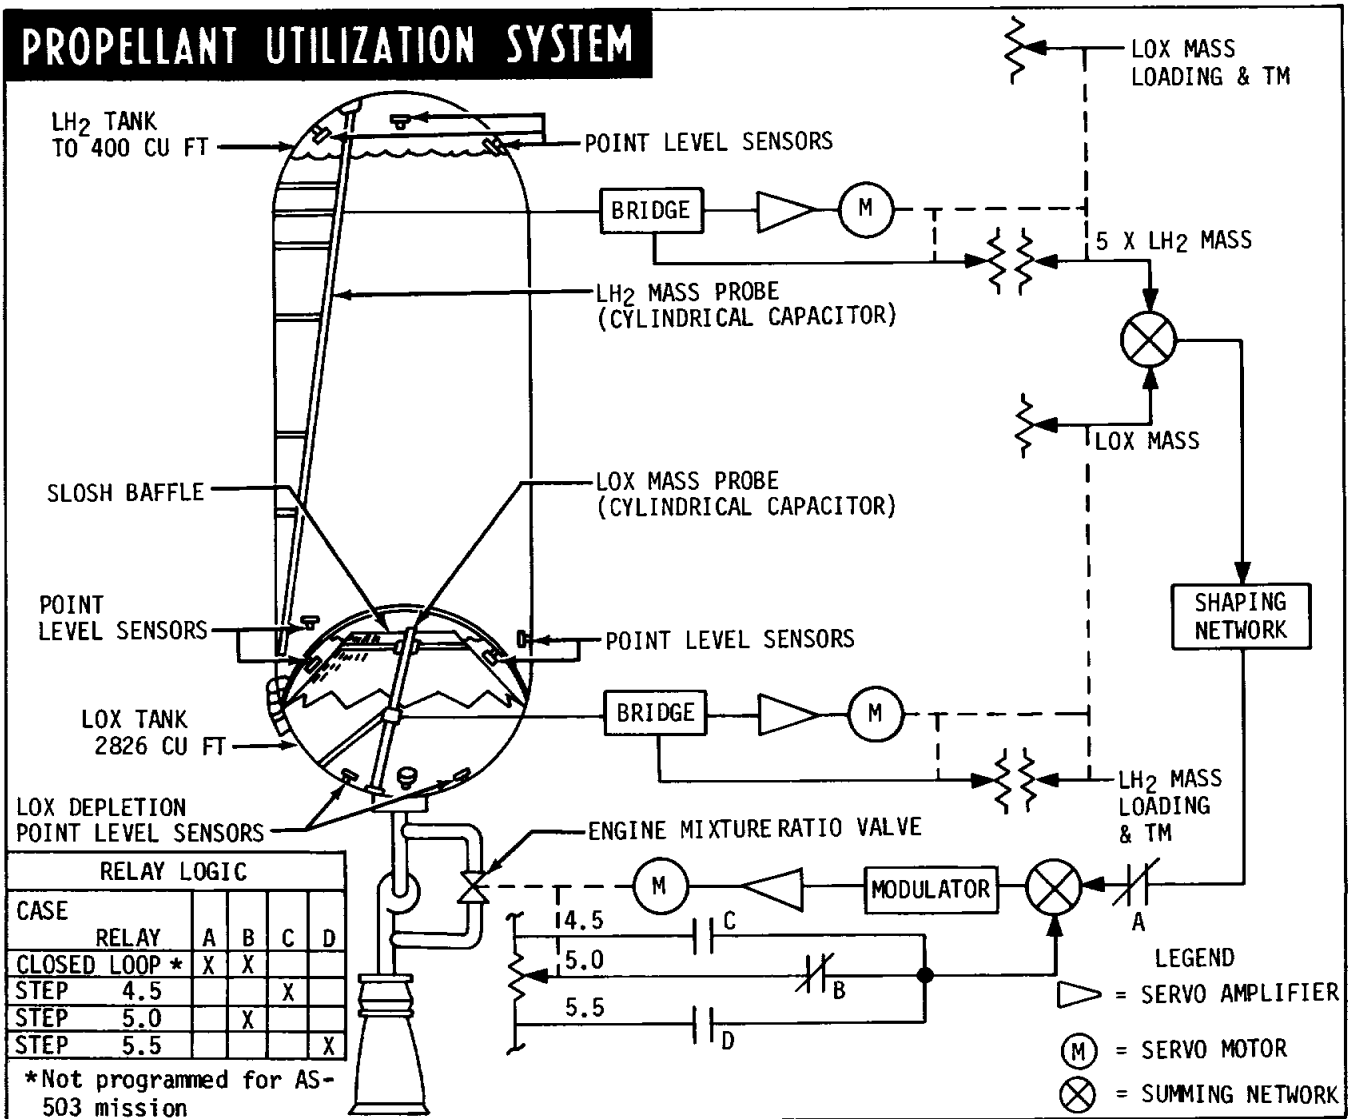 PROPELLANT UTILIZATION SYSTEM
LH2 TANK
TO 400 CU FT
POINT LEVEL SENSORS
LOX MASS
LOADING & TM
BRIDGE
M
5 X LH2 MASS
LH2 MASS PROBE
(CYLINDRICAL CAPACITOR)
LOX MASS
SLOSH BAFFLE
LOX MASS PROBE
(CYLINDRICAL CAPACITOR)
SHAPING
NETWORK
POINT
LEVEL SENSORS
POINT LEVEL SENSORS
LOX TANK
2826 CU FT
BRIDGE
M
LH2 MASS
LOADING
& TM
LOX DEPLETION
POINT LEVEL SENSORS
ENGINE MIXTURE RATIO VALVE
M
MODULATOR
A
4.5
C
5.0
B
5.5
D
RELAY LOGIC
CASE
RELAY A B C D
CLOSED LOOP * X X
STEP 4.5 X
STEP 5.0 X
STEP 5.5 X
*Not programmed for AS-
503 mission
LEGEND
= SERVO AMPLIFIER
M = SERVO MOTOR
= SUMMING NETWORK